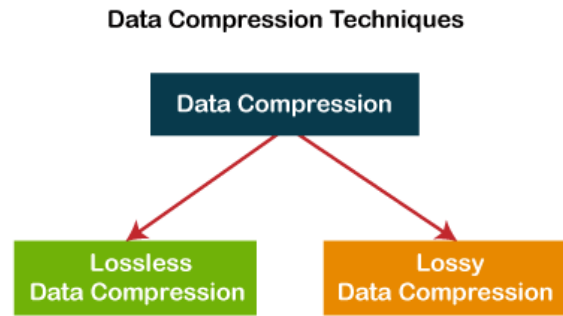 Data Compression Techniques
Data Compression
Lossless
Data Compression
Lossy
Data Compression